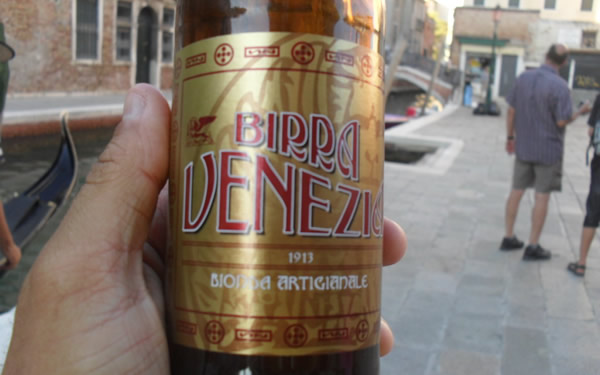 BIRRA
VENEZIA
1913
BIONDA ARTIGIANALE